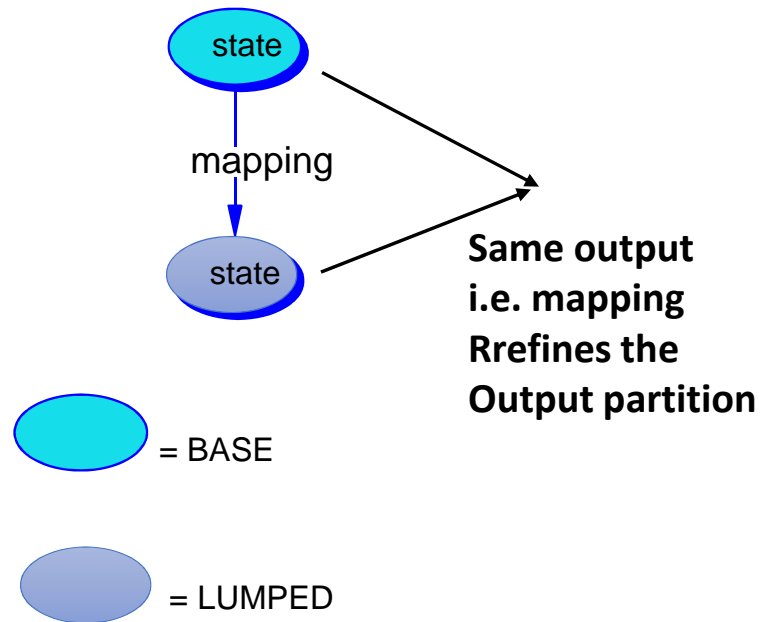 state
mapping
state
Same output
i.e. mapping
Rrefines the
Output partition
= BASE
= LUMPED